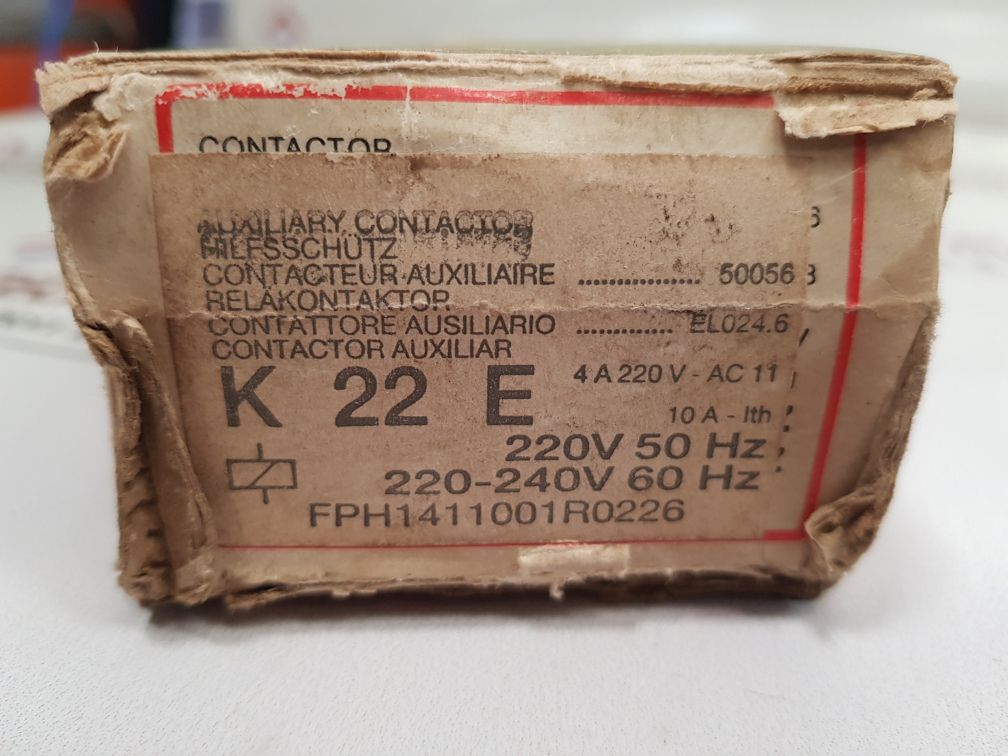 CONTACTOR
AUXILIARY CONTACTOR
HILFSSCHÜTZ
CONTACTEUR AUXILIAIRE ................. 50056
RELÄKONTAKTOR
CONTATTORE AUSILIARIO ............. EL024.6
CONTACTOR AUXILIAR
K 22 E 4 A 220 V - AC 11
10 A - Ith
220V 50 Hz
220-240V 60 Hz
FPH1411001R0226